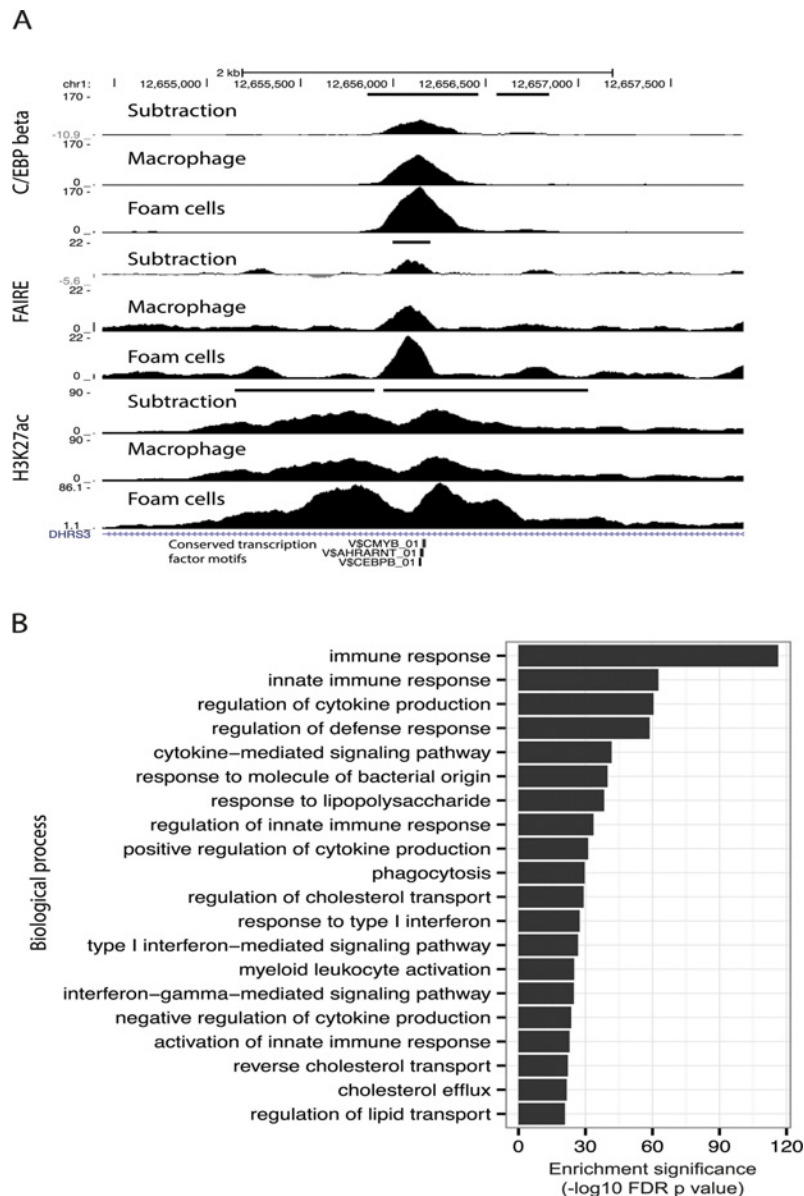 A
2 kb
chr1: 12,655,000 12,655,500 12,656,000 12,656,500 12,657,000 12,657,500
C/EBP beta
170 -
Subtraction
-10.9 _
170 -
Macrophage
0 _
170 -
Foam cells
0 _
FAIRE
22 -
Subtraction
-5.6 _
22 -
Macrophage
0 _
22 -
Foam cells
0 _
H3K27ac
90 -
Subtraction
0 _
90 -
Macrophage
0 _
86.1 -
Foam cells
1.1 _
DHRS3
Conserved transcription
factor motifs
V$CMYB_01
V$AHRARNT_01
V$CEBPB_01
B
Biological process
immune response
innate immune response
regulation of cytokine production
regulation of defense response
cytokine-mediated signaling pathway
response to molecule of bacterial origin
response to lipopolysaccharide
regulation of innate immune response
positive regulation of cytokine production
phagocytosis
regulation of cholesterol transport
response to type I interferon
type I interferon-mediated signaling pathway
myeloid leukocyte activation
interferon-gamma-mediated signaling pathway
negative regulation of cytokine production
activation of innate immune response
reverse cholesterol transport
cholesterol efflux
regulation of lipid transport
0 30 60 90 120
Enrichment significance
(-log10 FDR p value)